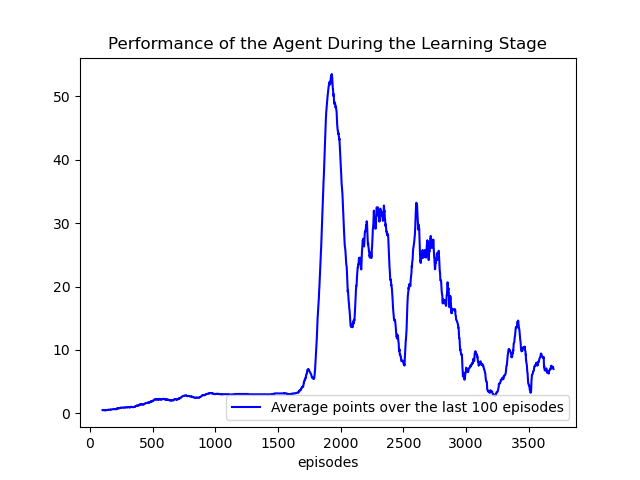 Performance of the Agent During the Learning Stage
50
40
30
20
10
0
Average points over the last 100 episodes
0 500 1000 1500 2000 2500 3000 3500
episodes